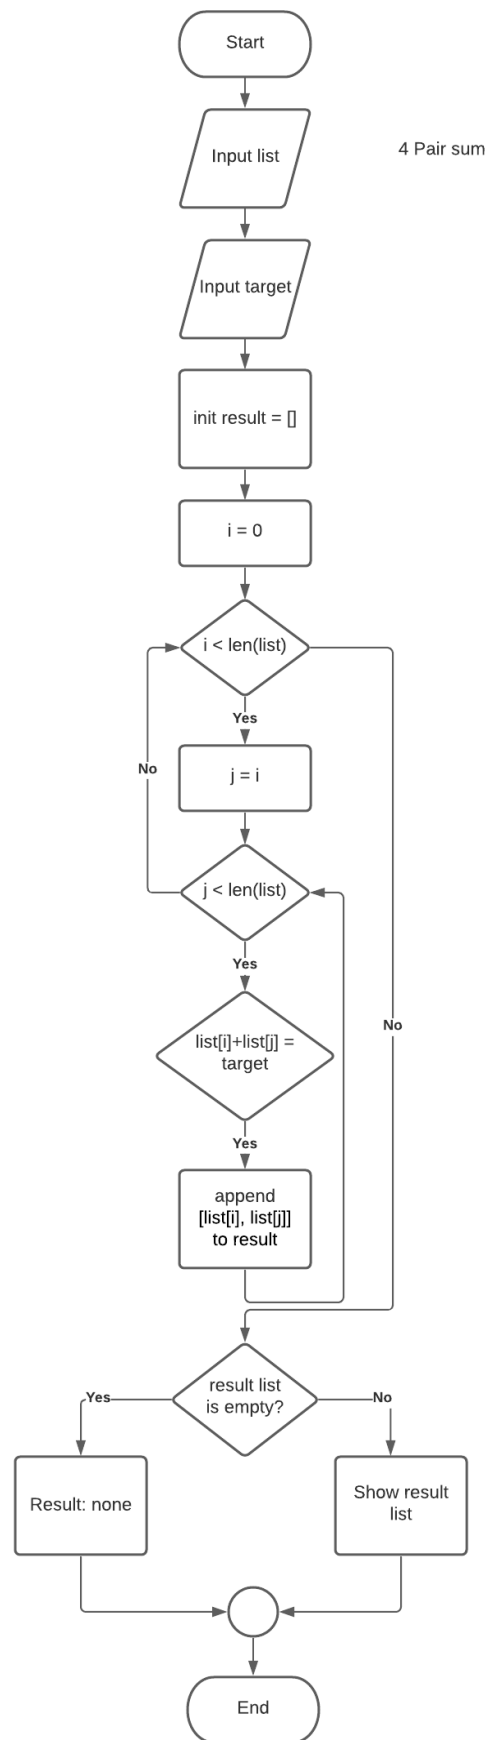 Start
Input list
4 Pair sum
Input target
init result = []
i = 0
i < len(list)
Yes
No
j = i
j < len(list)
Yes
No
list[i]+list[j] =
target
Yes
append
[list[i], list[j]]
to result
result list
is empty?
Yes
No
Result: none
Show result
list
End